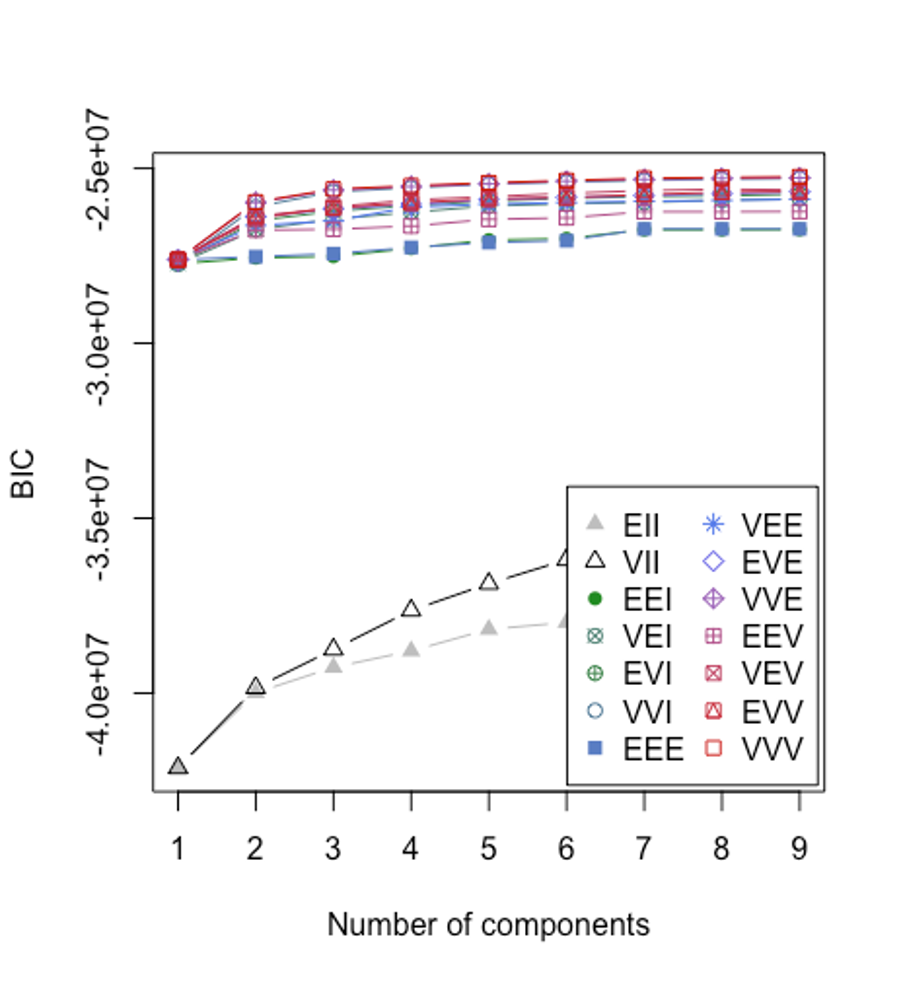 BIC
-2.5e+07
-3.0e+07
-3.5e+07
-4.0e+07
EII VEE
VII EVE
EEI VVE
VEI EEV
EVI VEV
VVI EVV
EEE VVV
1 2 3 4 5 6 7 8 9
Number of components